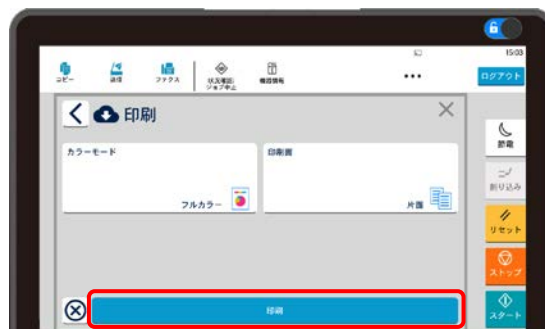 15:03
コピー
送信
ファクス
状況確認/
ジョブ中止
機器情報
...
ログアウト
印刷
カラーモード
フルカラー
印刷面
片面
印刷
節電
割り込み
リセット
ストップ
スタート